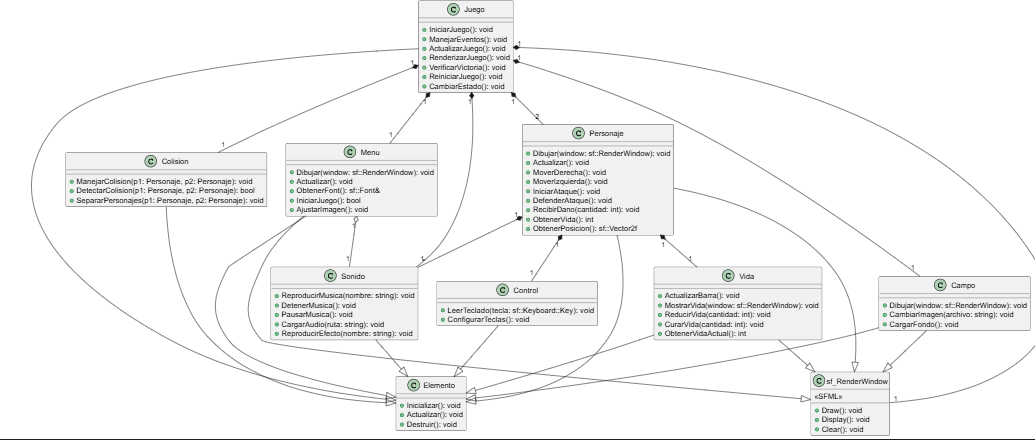 C Juego
IniciarJuego(): void
ManejarEventos(): void
ActualizarJuego(): void
RenderizarJuego(): void
VerificarVictoria(): void
ReiniciarJuego(): void
CambiarEstado(): void
1
1
1
1
1
1
1
2
1
1
C Colision
ManejarColision(p1: Personaje, p2: Personaje): void
DetectarColision(p1: Personaje, p2: Personaje): bool
SepararPersonajes(p1: Personaje, p2: Personaje): void
C Menu
Dibujar(window: sf::RenderWindow): void
Actualizar(): void
ObtenerFont(): sf::Font&
IniciarJuego(): bool
AjustarImagen(): void
C Personaje
Dibujar(window: sf::RenderWindow): void
Actualizar(): void
MoverDerecha(): void
MoverIzquierda(): void
IniciarAtaque(): void
DefenderAtaque(): void
RecibirDano(cantidad: int): void
ObtenerVida(): int
ObtenerPosicion(): sf::Vector2f
1
1
1
1
1
1
1
1
1
C Sonido
ReproducirMusica(nombre: string): void
DetenerMusica(): void
PausarMusica(): void
CargarAudio(ruta: string): void
ReproducirEfecto(nombre: string): void
C Control
LeerTeclado(tecla: sf::Keyboard::Key): void
ConfigurarTeclas(): void
C Vida
ActualizarBarra(): void
MostrarVida(window: sf::RenderWindow): void
ReducirVida(cantidad: int): void
CurarVida(cantidad: int): void
ObtenerVidaActual(): int
C Campo
Dibujar(window: sf::RenderWindow): void
CambiarImagen(archivo: string): void
CargarFondo(): void
C Elemento
Inicializar(): void
Actualizar(): void
Destruir(): void
C sf_RenderWindow
«SFML»
Draw(): void
Display(): void
Clear(): void
1